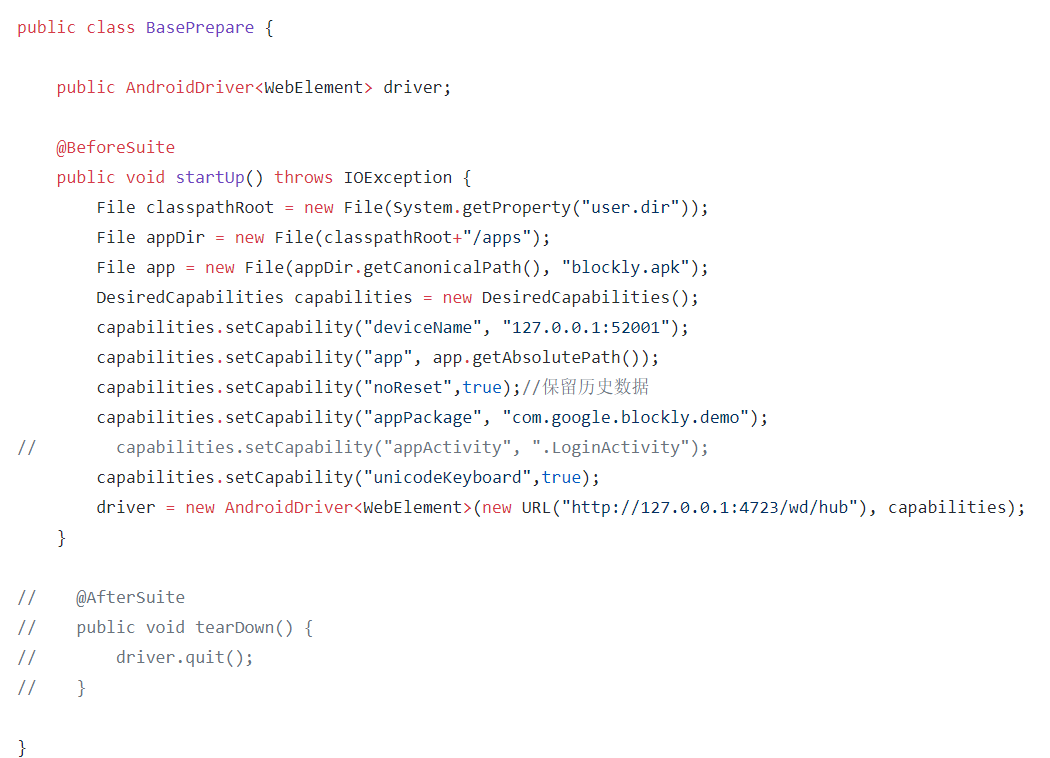 public class BasePrepare {
    public AndroidDriver<WebElement> driver;
    @BeforeSuite
    public void startUp() throws IOException {
        File classpathRoot = new File(System.getProperty("user.dir"));
        File appDir = new File(classpathRoot+"/apps");
        File app = new File(appDir.getCanonicalPath(), "blockly.apk");
        DesiredCapabilities capabilities = new DesiredCapabilities();
        capabilities.setCapability("deviceName", "127.0.0.1:52001");
        capabilities.setCapability("app", app.getAbsolutePath());
        capabilities.setCapability("noReset",true);//保留历史数据
        capabilities.setCapability("appPackage", "com.google.blockly.demo");
//        capabilities.setCapability("appActivity", ".LoginActivity");
        capabilities.setCapability("unicodeKeyboard",true);
        driver = new AndroidDriver<WebElement>(new URL("http://127.0.0.1:4723/wd/hub"), capabilities);
    }
//    @AfterSuite
//    public void tearDown() {
//        driver.quit();
//    }
}